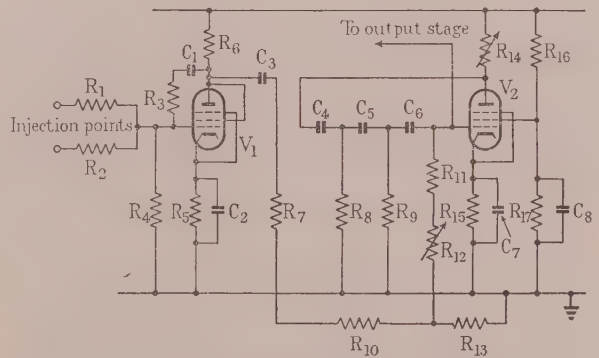 To output stage
R6
R14
R16
C1
C3
V2
R3
R1
C4
C5
C6
Injection points
V1
R2
R11
R4
R5
C2
R7
R8
R9
R15
R17
C8
R12
C7
R10
R13